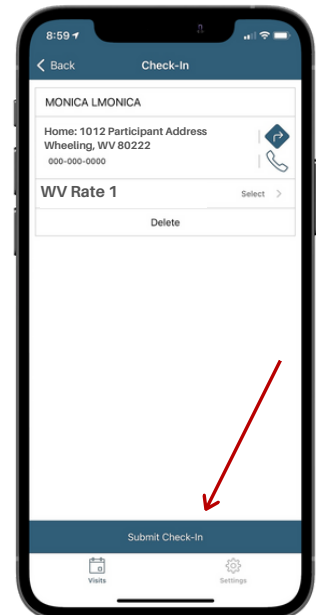 8:59
Back Check-In
MONICA LMONICA
Home: 1012 Participant Address
Wheeling, WV 80222
000-000-0000
WV Rate 1 Select
Delete
Submit Check-In
Visits Settings